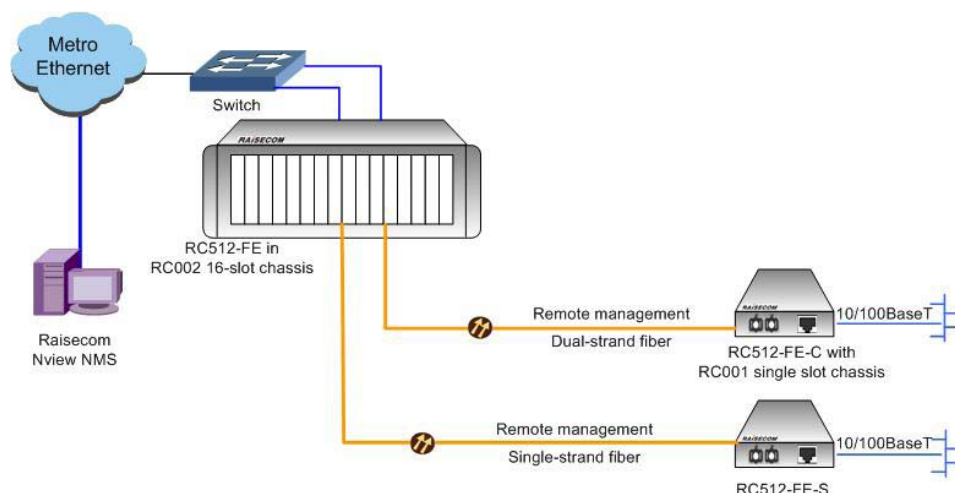 Metro
Ethernet
Switch
RAISECOM
RC512-FE in
RC002 16-slot chassis
Raisecom
Nview NMS
Remote management
Dual-strand fiber
10/100BaseT
RAISECOM
RC512-FE-C with
RC001 single slot chassis
Remote management
Single-strand fiber
10/100BaseT
RAISECOM
RC512-FE-S